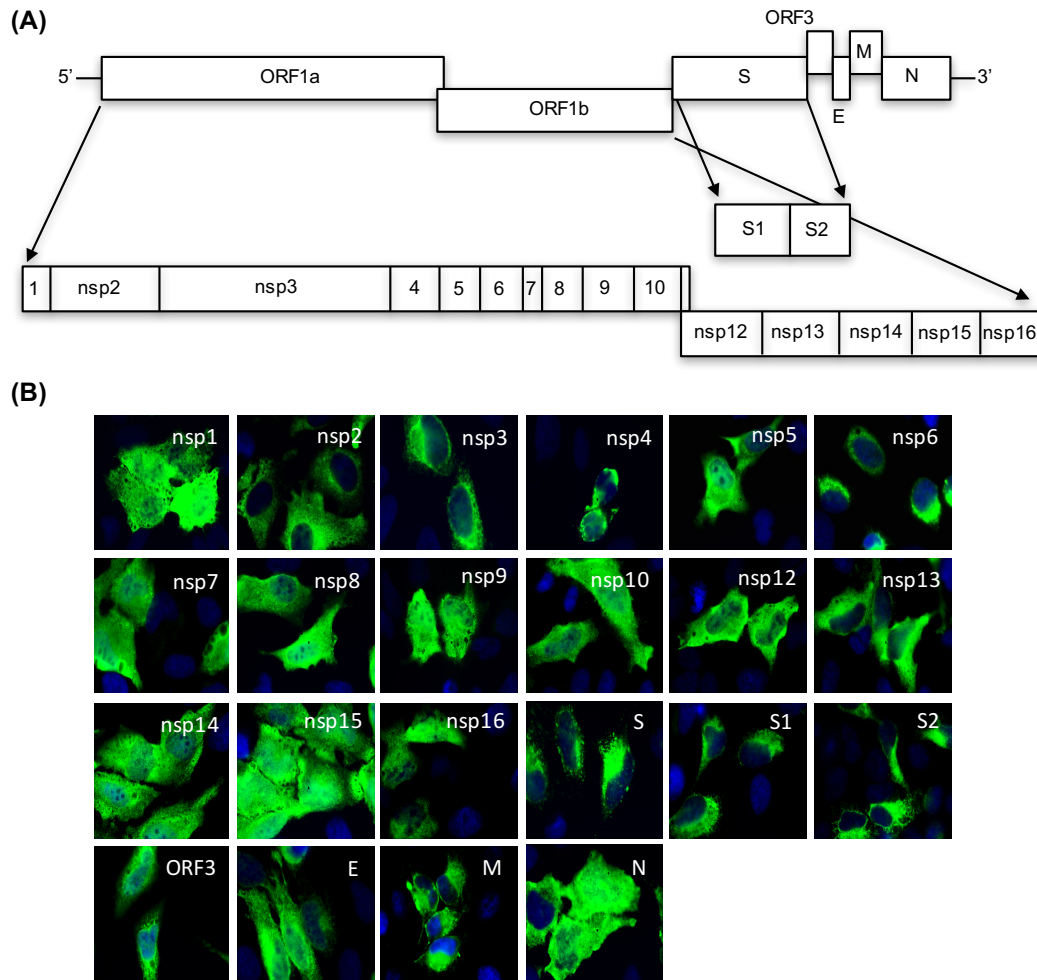 (A)
5’ ORF1a ORF1b S ORF3 E M N 3’
S1 S2
1 nsp2 nsp3 4 5 6 7 8 9 10
nsp12 nsp13 nsp14 nsp15 nsp16
(B)
nsp1 nsp2 nsp3 nsp4 nsp5 nsp6
nsp7 nsp8 nsp9 nsp10 nsp12 nsp13
nsp14 nsp15 nsp16 S S1 S2
ORF3 E M N